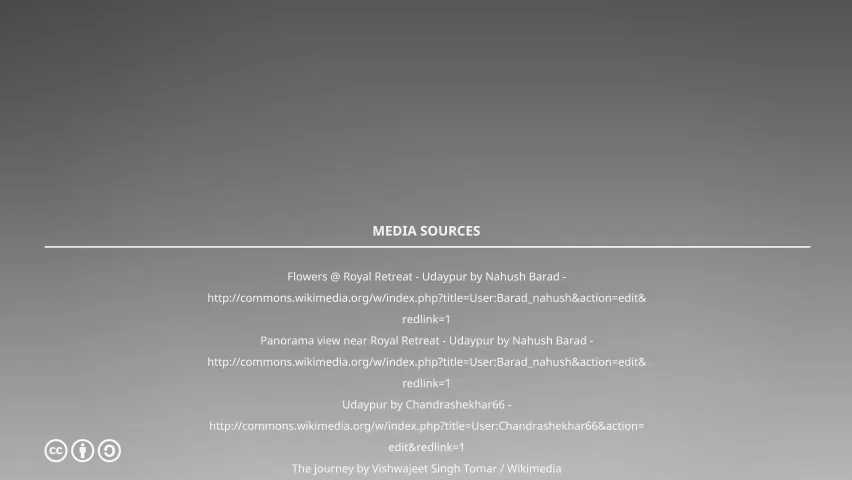 MEDIA SOURCES
Flowers @ Royal Retreat - Udaypur by Nahush Barad -
http://commons.wikimedia.org/w/index.php?title=User:Barad_nahush&action=edit&
redlink=1
Panorama view near Royal Retreat - Udaypur by Nahush Barad -
http://commons.wikimedia.org/w/index.php?title=User:Barad_nahush&action=edit&
redlink=1
Udaypur by Chandrashekhar66 -
http://commons.wikimedia.org/w/index.php?title=User:Chandrashekhar66&action=
edit&redlink=1
The journey by Vishwajeet Singh Tomar / Wikimedia
cc